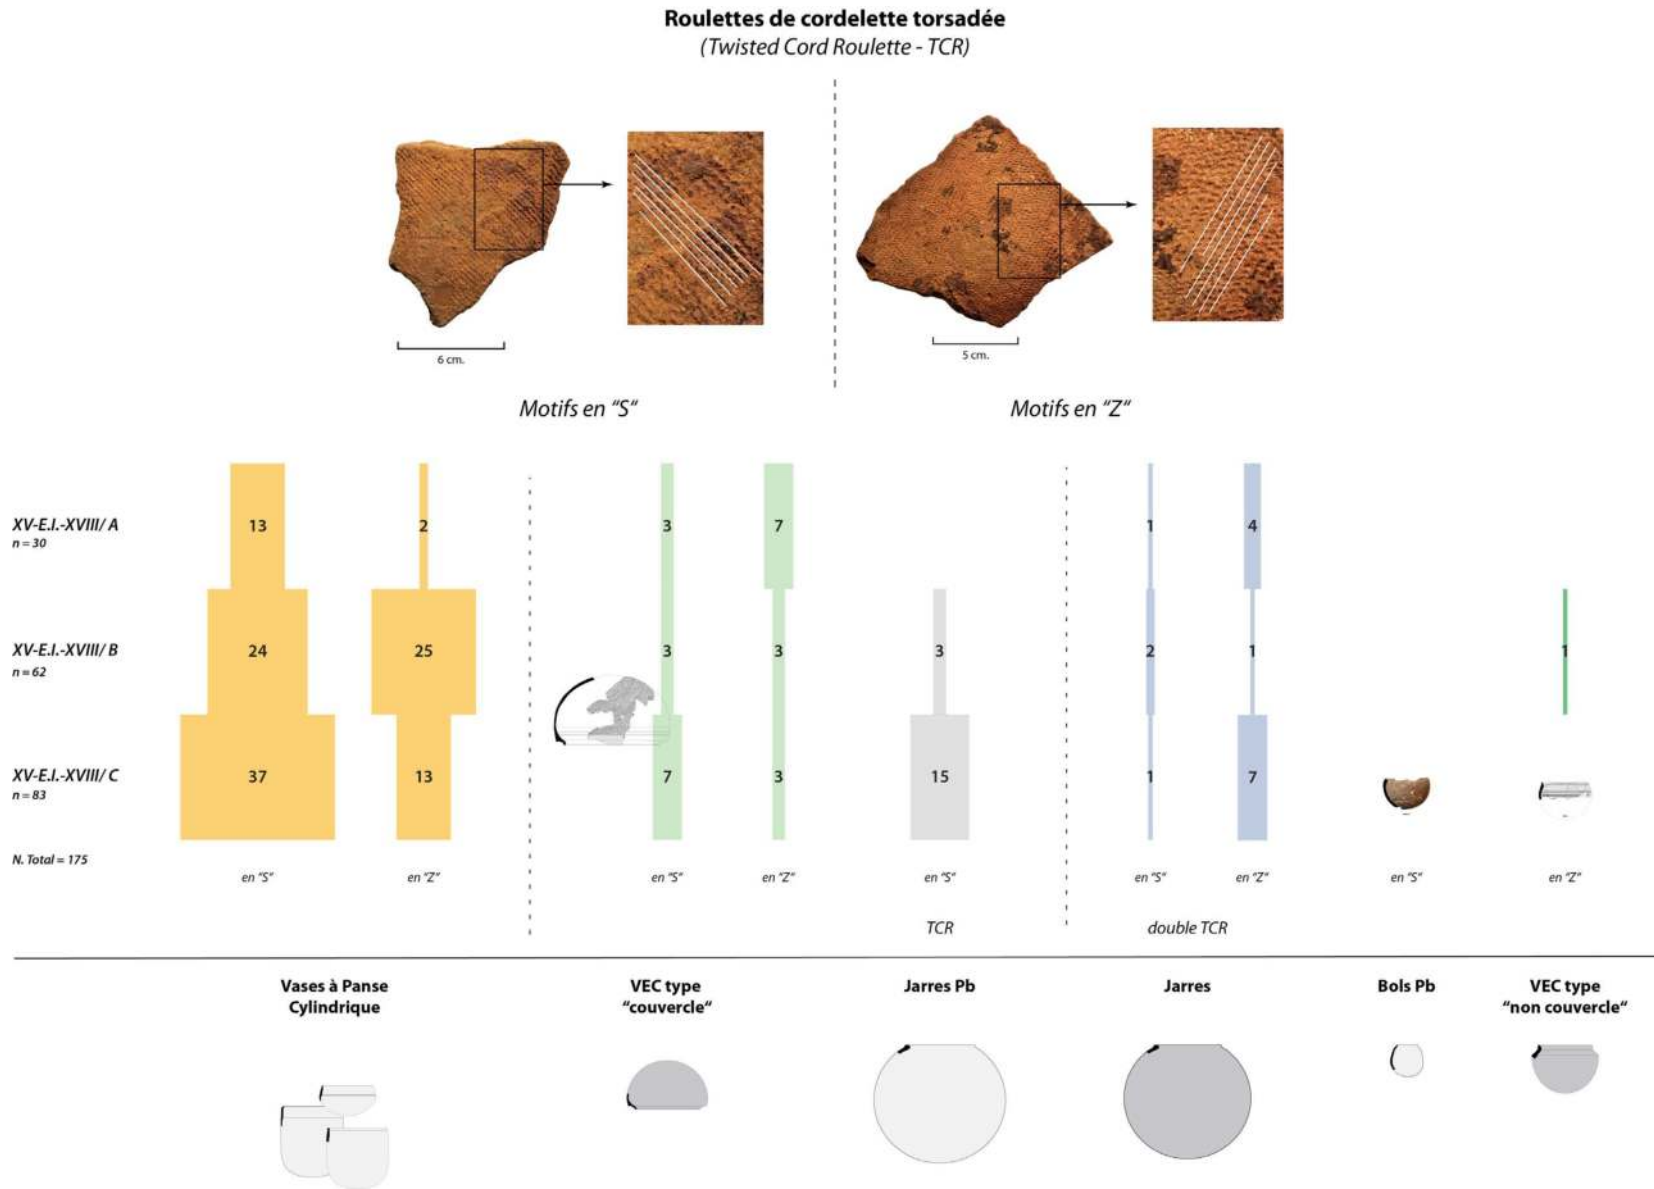 Roulettes de cordelette torsadée
(Twisted Cord Roulette - TCR)
6 cm.
5 cm.
Motifs en "S"
Motifs en "Z"
XV-E.I.-XVIII/ A
n = 30
13
2
3
7
1
4
XV-E.I.-XVIII/ B
n = 62
24
25
3
3
3
2
1
1
XV-E.I.-XVIII/ C
n = 83
37
13
7
3
15
1
7
N. Total = 175
en "S"
en "Z"
en "S"
en "Z"
en "S"
en "S"
en "Z"
en "S"
en "Z"
TCR
double TCR
Vases à Panse
Cylindrique
VEC type
"couvercle"
Jarres Pb
Jarres
Bols Pb
VEC type
"non couvercle"